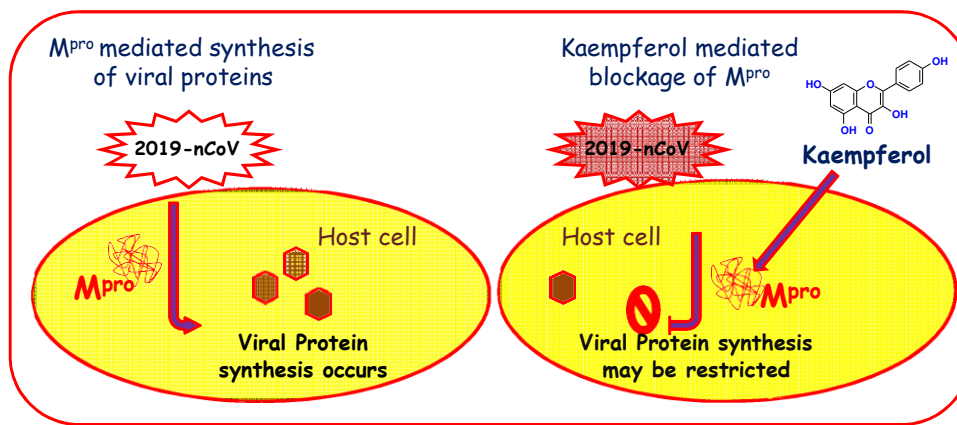 Mpro mediated synthesis
of viral proteins
2019-nCoV
Host cell
Mpro
Viral Protein
synthesis occurs
Kaempferol mediated
blockage of Mpro
2019-nCoV
OH
HO
O
OH
OH
O
Kaempferol
Host cell
Mpro
Viral Protein synthesis
may be restricted